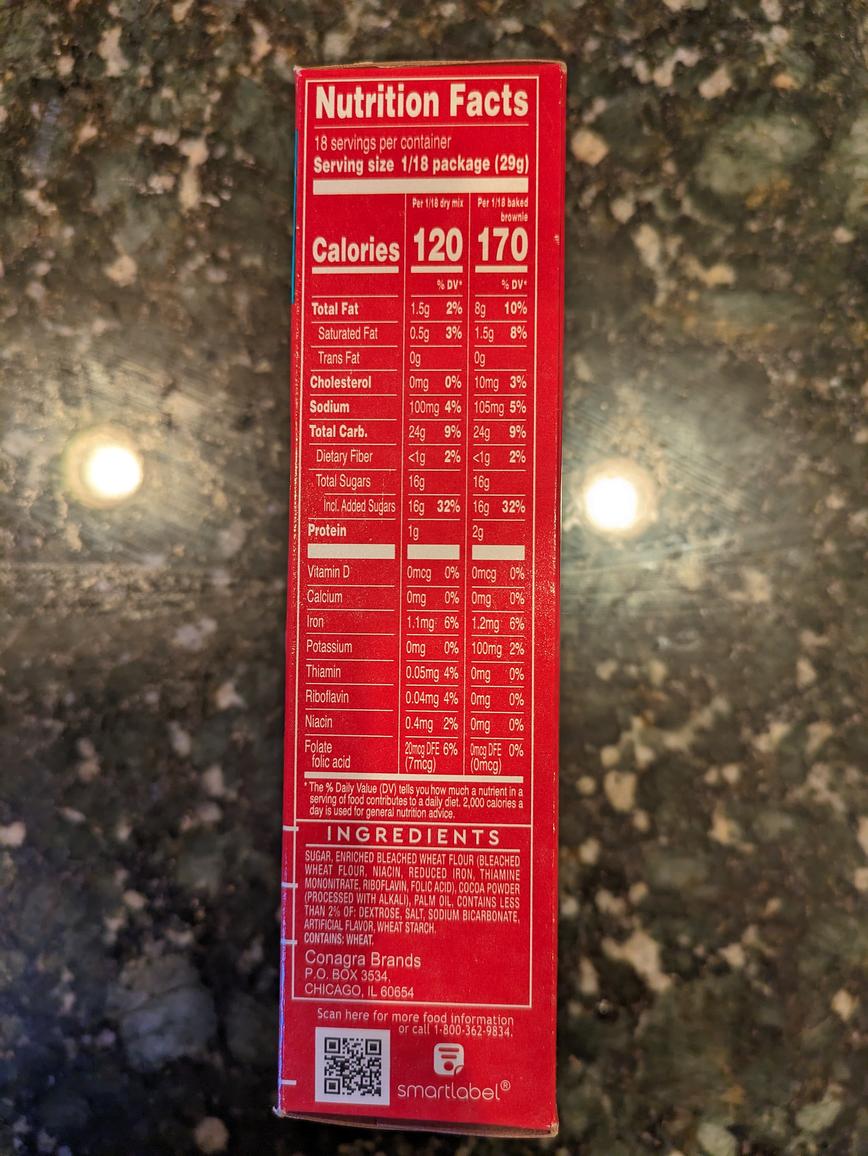 Nutrition Facts
18 servings per container
Serving size 1/18 package (29g)
Per 1/18 dry mix Per 1/18 baked brownie
Calories 120 170
% DV* % DV*
Total Fat 1.5g 2% 8g 10%
Saturated Fat 0.5g 3% 1.5g 8%
Trans Fat 0g 0g
Cholesterol 0mg 0% 10mg 3%
Sodium 100mg 4% 105mg 5%
Total Carb. 24g 9% 24g 9%
Dietary Fiber <1g 2% <1g 2%
Total Sugars 16g 16g
Incl. Added Sugars 16g 32% 16g 32%
Protein 1g 2g
Vitamin D 0mcg 0% 0mcg 0%
Calcium 0mg 0% 0mg 0%
Iron 1.1mg 6% 1.2mg 6%
Potassium 0mg 0% 100mg 2%
Thiamin 0.05mg 4% 0mg 0%
Riboflavin 0.04mg 4% 0mg 0%
Niacin 0.4mg 2% 0mg 0%
Folate 20mcg DFE 6% 0mcg DFE 0%
folic acid (7mcg) (0mcg)
* The % Daily Value (DV) tells you how much a nutrient in a
serving of food contributes to a daily diet. 2,000 calories a
day is used for general nutrition advice.
INGREDIENTS
SUGAR, ENRICHED BLEACHED WHEAT FLOUR (BLEACHED
WHEAT FLOUR, NIACIN, REDUCED IRON, THIAMINE
MONONITRATE, RIBOFLAVIN, FOLIC ACID), COCOA POWDER
(PROCESSED WITH ALKALI), PALM OIL, CONTAINS LESS
THAN 2% OF: DEXTROSE, SALT, SODIUM BICARBONATE,
ARTIFICIAL FLAVOR, WHEAT STARCH.
CONTAINS: WHEAT.
Conagra Brands
P.O. BOX 3534,
CHICAGO, IL 60654
Scan here for more food information
or call 1-800-362-9834.
smartlabel®